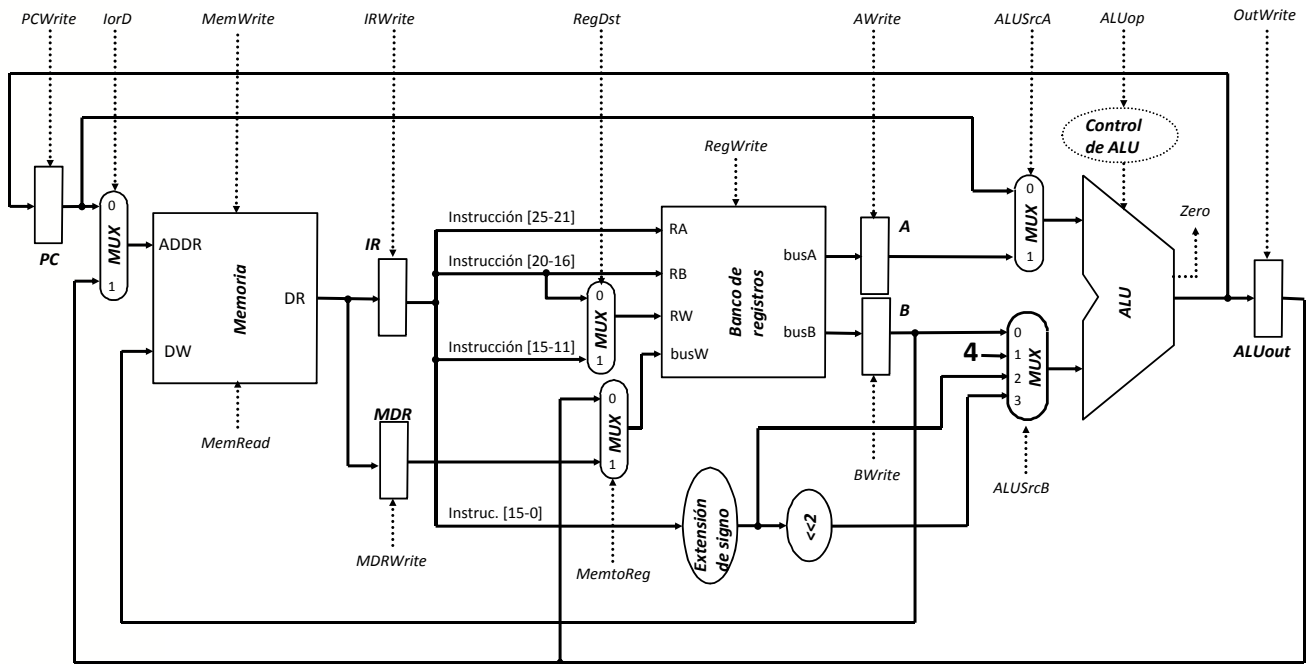 PCWrite
IorD
MemWrite
IRWrite
RegDst
AWrite
ALUSrcA
ALUop
OutWrite
Control
de ALU
RegWrite
0
MUX
1
PC
ADDR
DW
Memoria
DR
MemRead
IR
MDR
MDRWrite
Instrucción [25-21]
Instrucción [20-16]
Instrucción [15-11]
Instruc. [15-0]
0
MUX
1
0
MUX
1
MemtoReg
RA
RB
RW
busW
Banco de
registros
busA
busB
A
B
BWrite
Extensión
de signo
<<2
0
MUX
1
4
0
1
2
3
MUX
ALUSrcB
ALU
Zero
ALUout